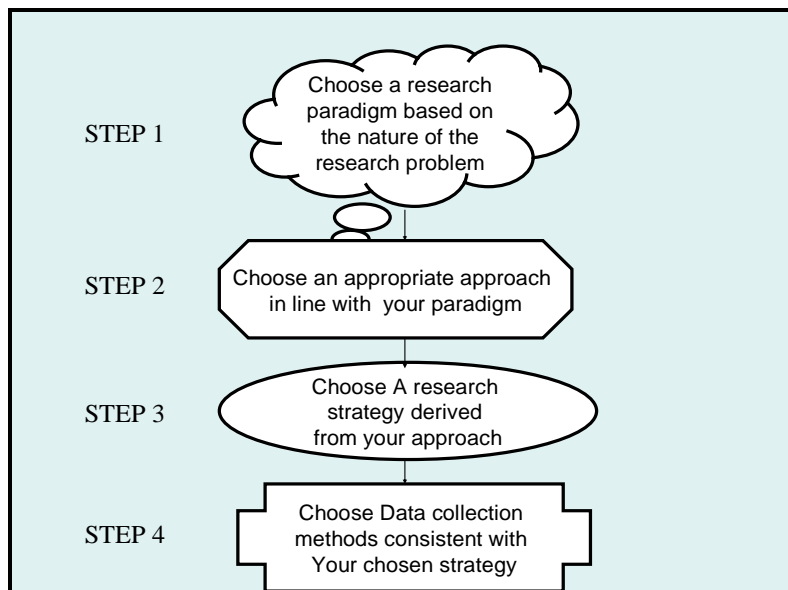 STEP 1
Choose a research
paradigm based on
the nature of the
research problem
STEP 2
Choose an appropriate approach
in line with  your paradigm
STEP 3
Choose A research
strategy derived
from your approach
STEP 4
Choose Data collection
methods consistent with
Your chosen strategy